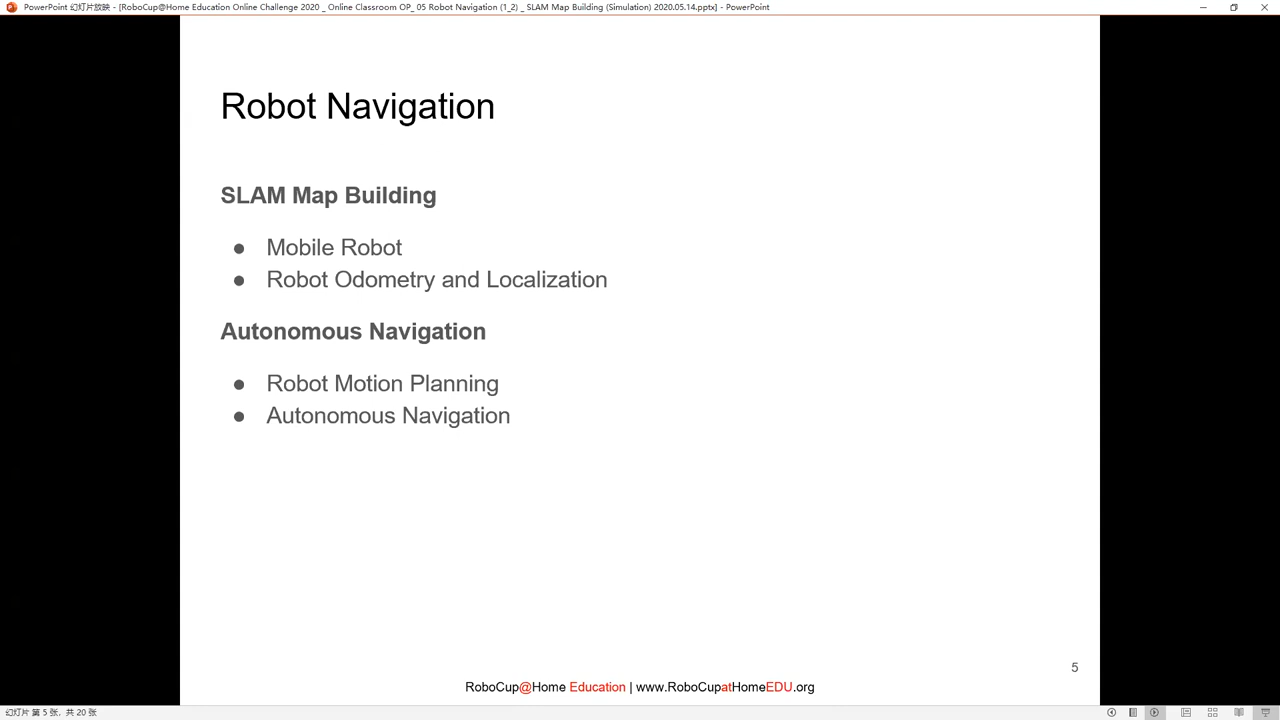 PowerPoint 幻灯片放映 - [RoboCup@Home Education Online Challenge 2020 _ Online Classroom OP_ 05 Robot Navigation (1_2) _ SLAM Map Building (Simulation) 2020.05.14.pptx] - PowerPoint
Robot Navigation
SLAM Map Building
● Mobile Robot
● Robot Odometry and Localization
Autonomous Navigation
● Robot Motion Planning
● Autonomous Navigation
5
RoboCup@Home Education | www.RoboCupatHomeEDU.org
幻灯片 第 5 张，共 20 张